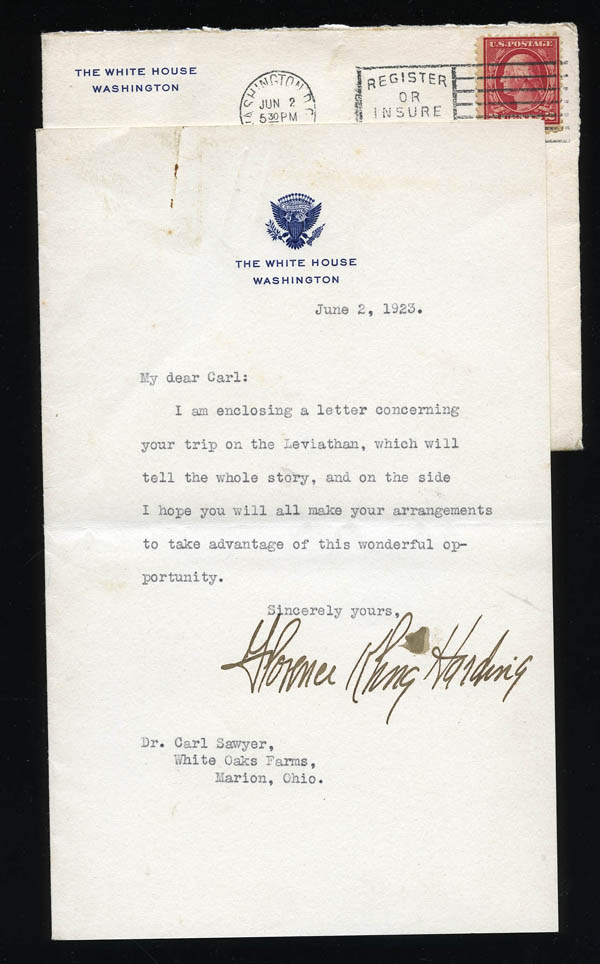 THE WHITE HOUSE
WASHINGTON
WASHINGTON, D.C.
JUN 2
5 30 PM
REGISTER
OR
INSURE
U.S. POSTAGE
THE WHITE HOUSE
WASHINGTON
June 2, 1923.
My dear Carl:
I am enclosing a letter concerning
your trip on the Leviathan, which will
tell the whole story, and on the side
I hope you will all make your arrangements
to take advantage of this wonderful op-
portunity.
Sincerely yours,
Florence Kling Harding
Dr. Carl Sawyer,
White Oaks Farms,
Marion, Ohio.